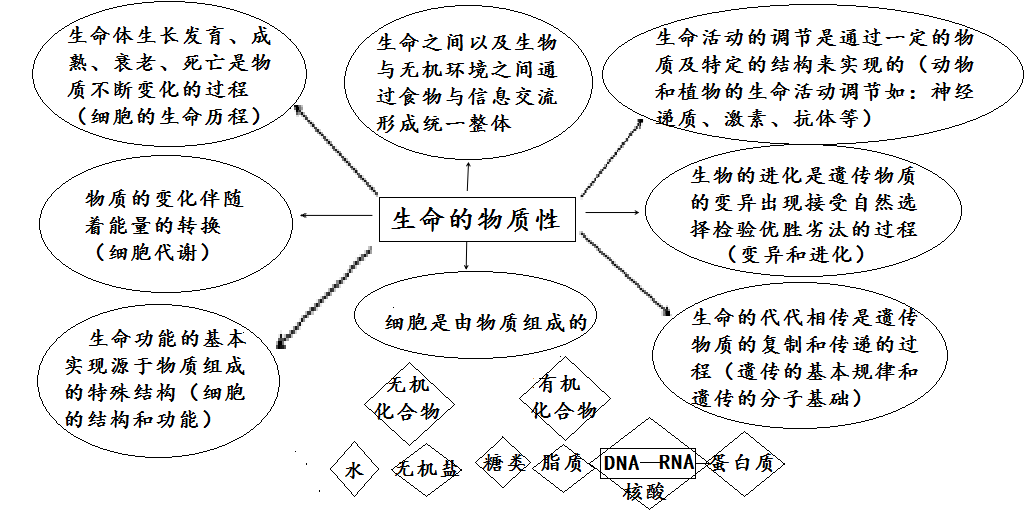 生命体生长发育、成
熟、衰老、死亡是物
质不断变化的过程
（细胞的生命历程）
生命之间以及生物
与无机环境之间通
过食物与信息交流
形成统一整体
生命活动的调节是通过一定的物
质及特定的结构来实现的（动物
和植物的生命活动调节如：神经
递质、激素、抗体等）
物质的变化伴随
着能量的转换
（细胞代谢）
生命的物质性
生物的进化是遗传物质
的变异出现接受自然选
择检验优胜劣汰的过程
（变异和进化）
生命功能的基本
实现源于物质组成
的特殊结构（细胞
的结构和功能）
细胞是由物质组成的
生命的代代相传是遗传
物质的复制和传递的过
程（遗传的基本规律和
遗传的分子基础）
无机
化合物
有机
化合物
水
无机盐
糖类
脂质
DNA—RNA
核酸
蛋白质